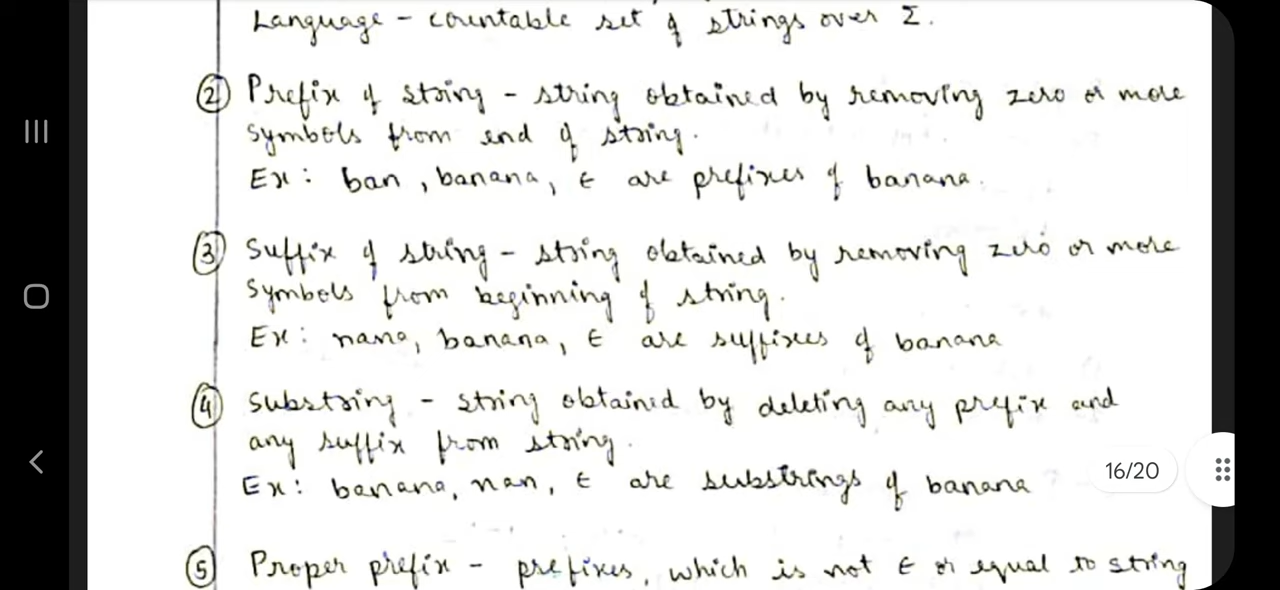 Language - countable set of strings over Σ.
② Prefix of string - string obtained by removing zero or more
symbols from end of string.
Ex: ban, banana, ϵ are prefixes of banana.
③ Suffix of string - string obtained by removing zero or more
symbols from beginning of string.
Ex: nana, banana, ϵ are suffixes of banana
④ Substring - string obtained by deleting any prefix and
any suffix from string.
Ex: banana, nan, ϵ are substrings of banana
16/20
⑤ Proper prefix - prefixes, which is not ϵ or equal to string